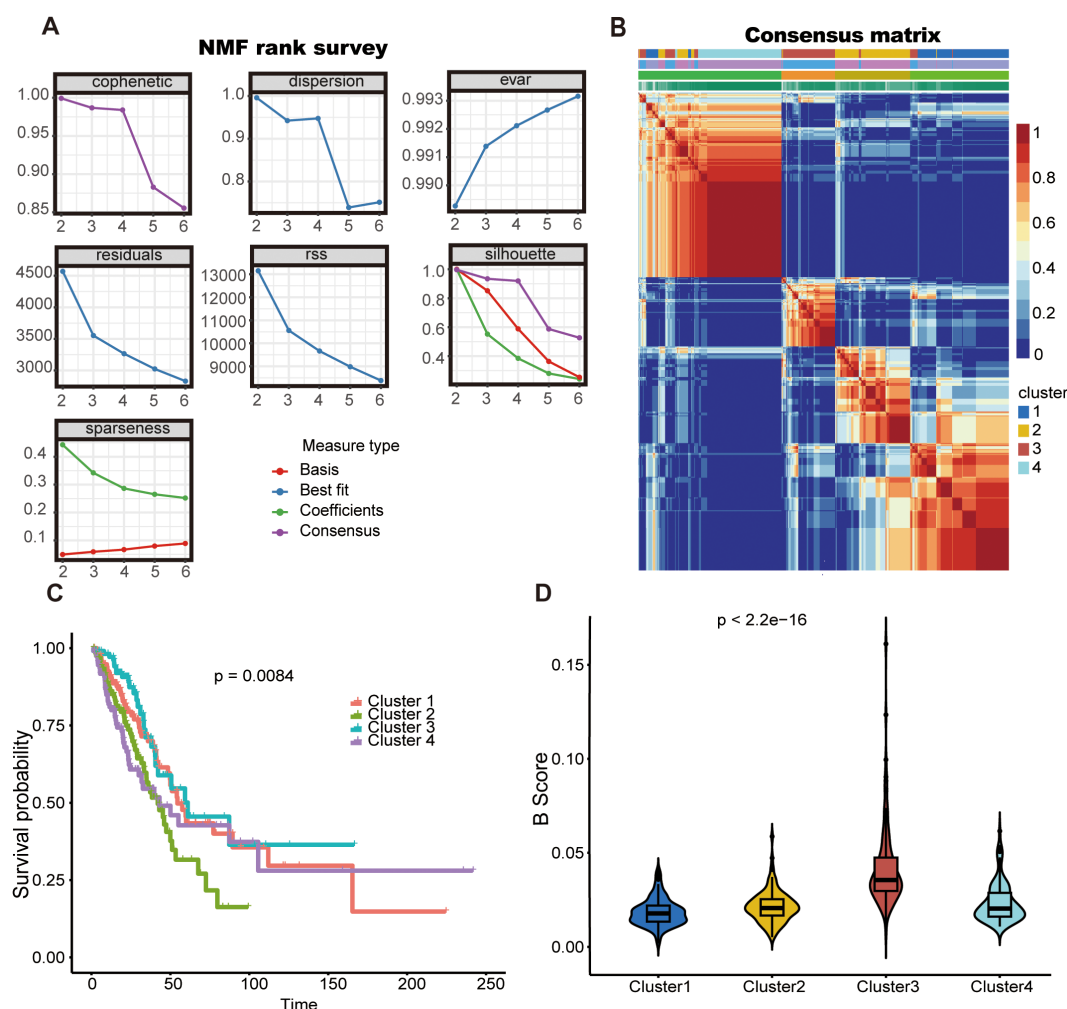 A
NMF rank survey
cophenetic
dispersion
evar
1.00
0.95
0.90
0.85
2 3 4 5 6
1.0
0.9
0.8
2 3 4 5 6
0.993
0.992
0.991
0.990
2 3 4 5 6
residuals
rss
silhouette
4500
4000
3500
3000
2 3 4 5 6
13000
12000
11000
10000
9000
2 3 4 5 6
1.0
0.8
0.6
0.4
2 3 4 5 6
sparseness
0.4
0.3
0.2
0.1
2 3 4 5 6
Measure type
Basis
Best fit
Coefficients
Consensus
B
Consensus matrix
1
0.8
0.6
0.4
0.2
0
cluster
1
2
3
4
C
p = 0.0084
Cluster 1
Cluster 2
Cluster 3
Cluster 4
Survival probability
1.00
0.75
0.50
0.25
0.00
0 50 100 150 200 250
Time
D
p < 2.2e−16
B Score
0.15
0.10
0.05
0.00
Cluster1 Cluster2 Cluster3 Cluster4